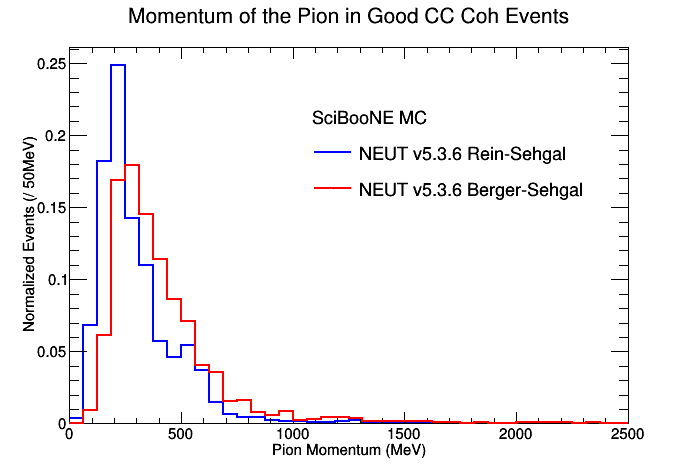 Momentum of the Pion in Good CC Coh Events
Normalized Events (/ 50MeV)
0.25
0.2
0.15
0.1
0.05
0
SciBooNE MC
NEUT v5.3.6 Rein-Sehgal
NEUT v5.3.6 Berger-Sehgal
0 500 1000 1500 2000 2500
Pion Momentum (MeV)